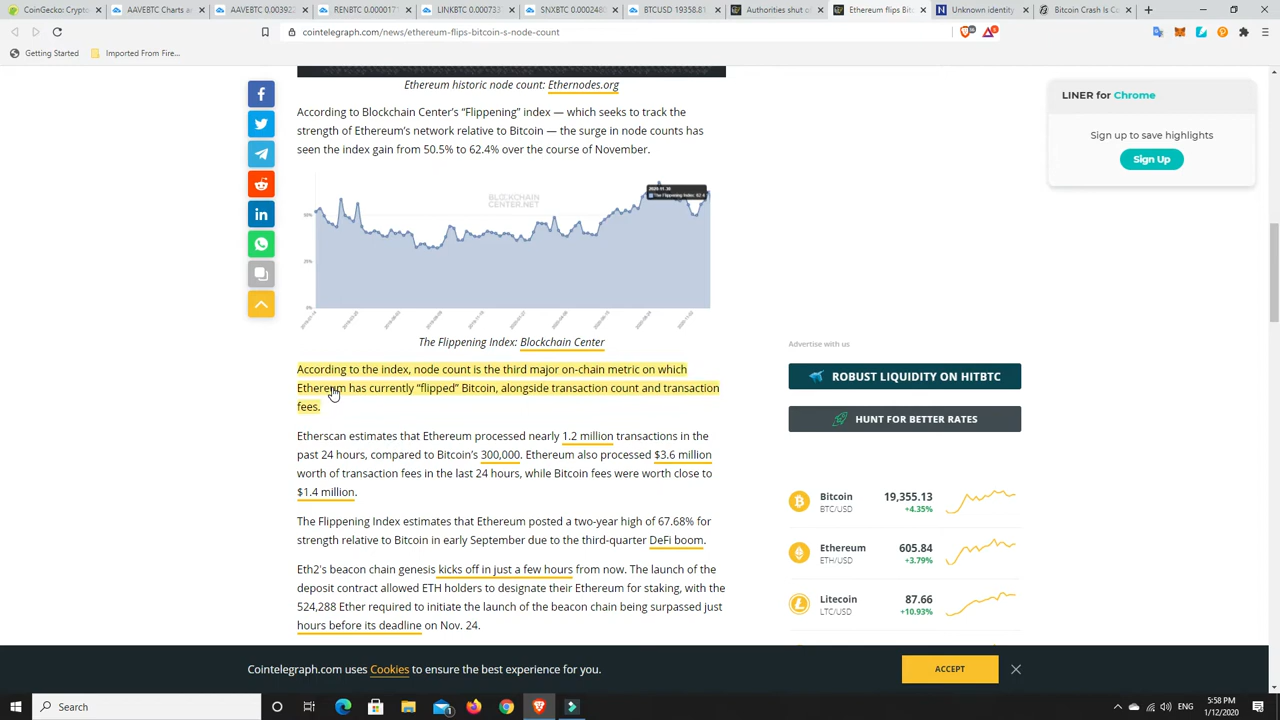 CoinGecko: Crypto
AAVEBTC Charts an
AAVEBTC 0.003923
RENBTC 0.0000171
LINKBTC 0.000733
SNXBTC 0.0002480
BTCUSD 19358.81
Authorities shut o
Ethereum flips Bit
Unknown identity
Bitcoin Crash Is Co
cointelegraph.com/news/ethereum-flips-bitcoin-s-node-count
Getting Started
Imported From Fire...
Ethereum historic node count: Ethernodes.org
According to Blockchain Center's "Flippening" index — which seeks to track the
strength of Ethereum's network relative to Bitcoin — the surge in node counts has
seen the index gain from 50.5% to 62.4% over the course of November.
BLOCKCHAIN
CENTER.NET
50%
25%
0%
The Flippening Index: Blockchain Center
According to the index, node count is the third major on-chain metric on which
Ethereum has currently "flipped" Bitcoin, alongside transaction count and transaction
fees.
Etherscan estimates that Ethereum processed nearly 1.2 million transactions in the
past 24 hours, compared to Bitcoin's 300,000. Ethereum also processed $3.6 million
worth of transaction fees in the last 24 hours, while Bitcoin fees were worth close to
$1.4 million.
The Flippening Index estimates that Ethereum posted a two-year high of 67.68% for
strength relative to Bitcoin in early September due to the third-quarter DeFi boom.
Eth2's beacon chain genesis kicks off in just a few hours from now. The launch of the
deposit contract allowed ETH holders to designate their Ethereum for staking, with the
524,288 Ether required to initiate the launch of the beacon chain being surpassed just
hours before its deadline on Nov. 24.
LINER for Chrome
Sign up to save highlights
Sign Up
Advertise with us
ROBUST LIQUIDITY ON HITBTC
HUNT FOR BETTER RATES
Bitcoin 19,355.13
BTC/USD +4.35%
Ethereum 605.84
ETH/USD +3.79%
Litecoin 87.66
LTC/USD +10.93%
Cointelegraph.com uses Cookies to ensure the best experience for you.
ACCEPT
Search
ENG
5:58 PM
1/12/2020